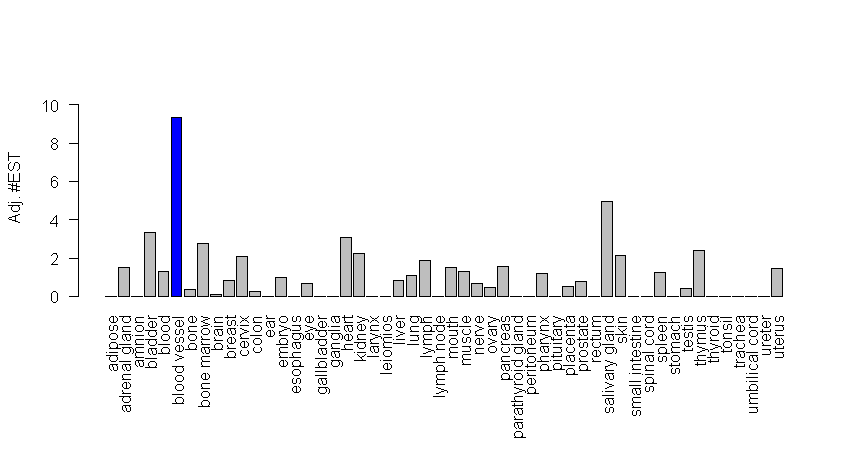 Adj. #EST
10
8
6
4
2
0
adipose
adrenal gland
amnion
bladder
blood
blood vessel
bone
bone marrow
brain
breast
cervix
colon
ear
embryo
esophagus
eye
gallbladder
ganglia
heart
kidney
larynx
leiomios
liver
lung
lymph
lymph node
mouth
muscle
nerve
ovary
pancreas
parathyroid gland
peritoneum
pharynx
pituitary
placenta
prostate
rectum
salivary gland
skin
small intestine
spinal cord
spleen
stomach
testis
thymus
thyroid
tonsil
trachea
umbilical cord
ureter
uterus